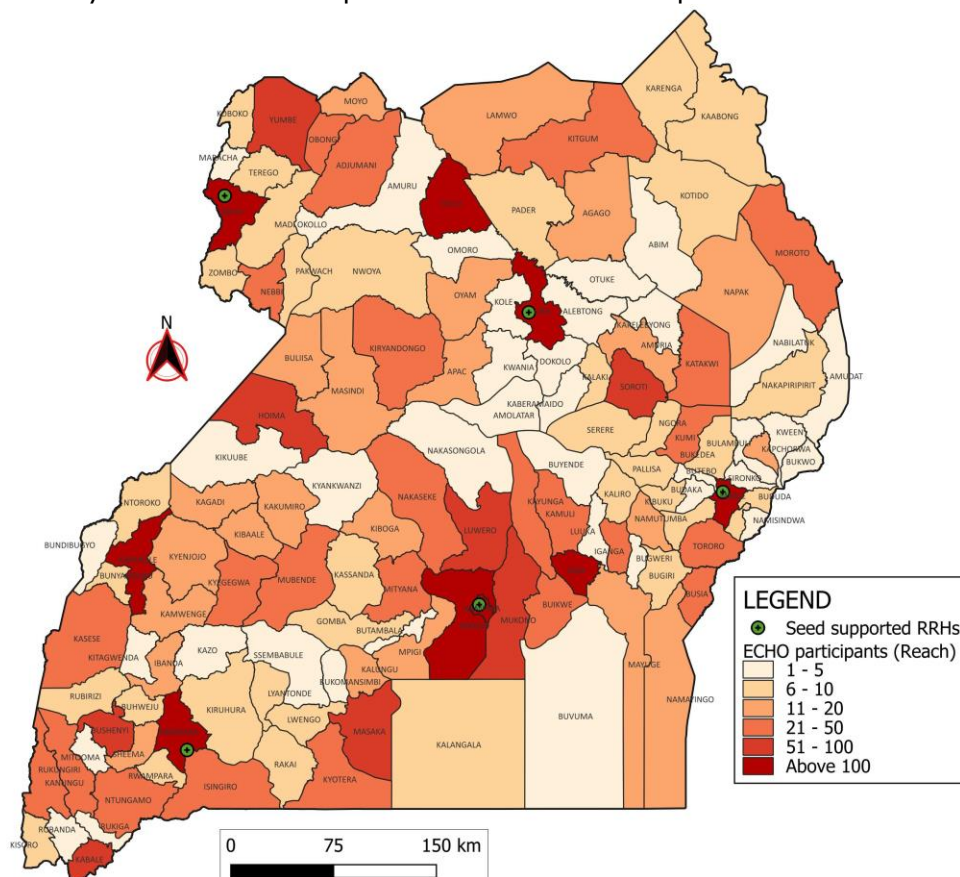 KARENGA
KAABONG
MOYO
KOBOKO
YUMBE
LAMWO
OBONGI
KITGUM
ADJUMANI
MARACHA
TEREGO
AMURU
KOTIDO
PADER
AGAGO
MADI OKOLLO
ABIM
OMORO
MOROTO
ZOMBO
PAKWACH
NWOYA
NEBBI
OTUKE
NAPAK
OYAM
KOLE
ALEBTONG
N
KAPELEBYONG
AMURIA
BULIISA
KIRYANDONGO
NABILATUK
DOKOLO
KATAKWI
APAC
KWANIA
KALAKI
MASINDI
AMUDAT
SOROTI
NAKAPIRIPIRIT
KABERAMAIDO
HOIMA
AMOLATAR
NGORA
SERERE
KWEEN
KUMI
BULAMBULI
KAPCHORWA
NAKASONGOLA
KIKUUBE
BUYENDE
BUKEDEA
BUKWO
PALLISA
BUTEBO
SIRONKO
KYANKWANZI
NTOROKO
NAKASEKE
KAYUNGA
KALIRO
BUDAKA
KAGADI
KAMULI
KIBUKU
BUDUDA
KAKUMIRO
KIBOGA
LUWERO
NAMUTUMBA
NAMISINDWA
BUNDIBUGYO
KIBAALE
LUUKA
KYENJOJO
IGANGA
TORORO
BUGWERI
KASSANDA
MUBENDE
KYEGEGWA
MITYANA
BUGIRI
BUSIA
BUIKWE
KAMWENGE
MUKONO
GOMBA
KASESE
BUTAMBALA
KITAGWENDA
KAZO
SSEMBABULE
MPIGI
IBANDA
MAYUGE
KALUNGU
BUKOMANSIMBI
RUBIRIZI
LYANTONDE
NAMAYINGO
BUHWEJU
KIRUHURA
BUVUMA
LWENGO
BUSHENYI
MASAKA
KALANGALA
MITOOMA
SHEEMA
RAKAI
RUKUNGIRI
RWAMPARA
KANUNGU
ISINGIRO
KYOTERA
NTUNGAMO
RUKIGA
RUBANDA
KISORO
KABALE
LEGEND
Seed supported RRHs
ECHO participants (Reach)
1 - 5
6 - 10
11 - 20
21 - 50
51 - 100
Above 100
0 75 150 km